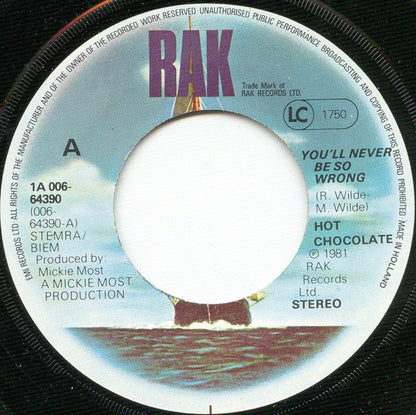 EMI RECORDS LTD. ALL RIGHTS OF THE MANUFACTURER AND OF THE OWNER OF THE RECORDED WORK RESERVED UNAUTHORISED PUBLIC PERFORMANCE BROADCASTING AND COPYING OF THIS RECORD PROHIBITED MADE IN HOLLAND
RAK
Trade Mark of
RAK RECORDS LTD.
LC 1750
A
1A 006-
64390
(006-
64390-A)
STEMRA/
BIEM
Produced by:
Mickie Most
A MICKIE MOST
PRODUCTION
YOU'LL NEVER
BE SO
WRONG
(R. Wilde-
M. Wilde)
HOT
CHOCOLATE
℗ 1981
RAK
Records
Ltd.
STEREO